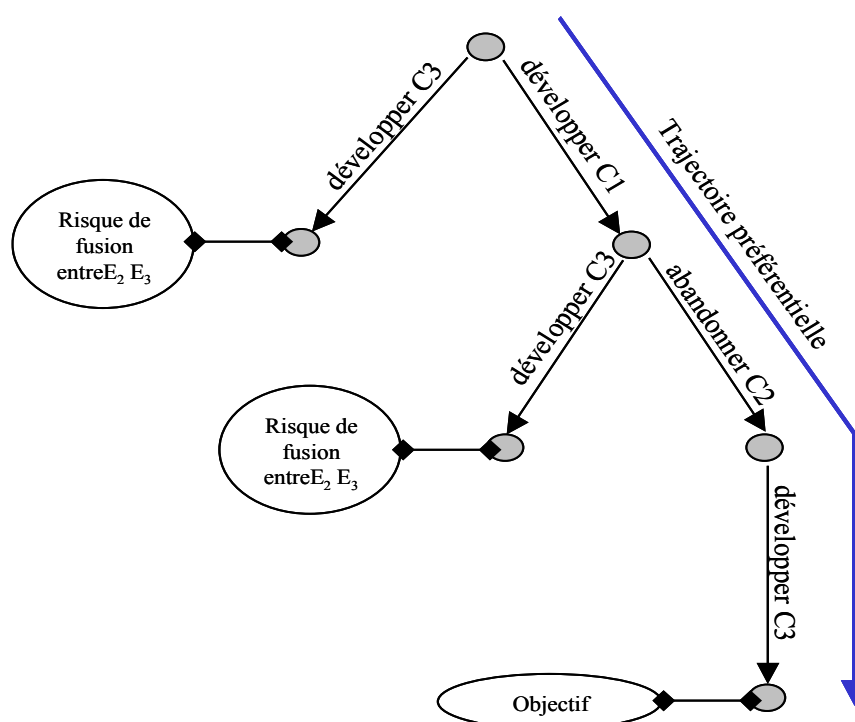 développer C3
développer C1
Trajectoire préférentielle
Risque de
fusion
entreE₂ E₃
développer C3
abandonner C2
Risque de
fusion
entreE₂ E₃
développer C3
Objectif